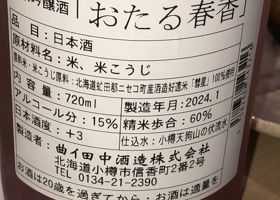 吟醸酒「おたる春香」
品目:日本酒
原材料名:米、米こうじ
原料米・米こうじ原料:北海道虻田郡ニセコ町産酒造好適米「彗星」100%使用
内容量:720ml
製造年月:2024.1
アルコール分:15%
精米歩合:60%
日本酒度:+3
仕込水:小樽天狗山の伏流水
製造者:田中酒造株式会社
北海道小樽市信香町2番2号
TEL 0134-21-2390
お酒は20歳を過ぎてから・お酒は適量を